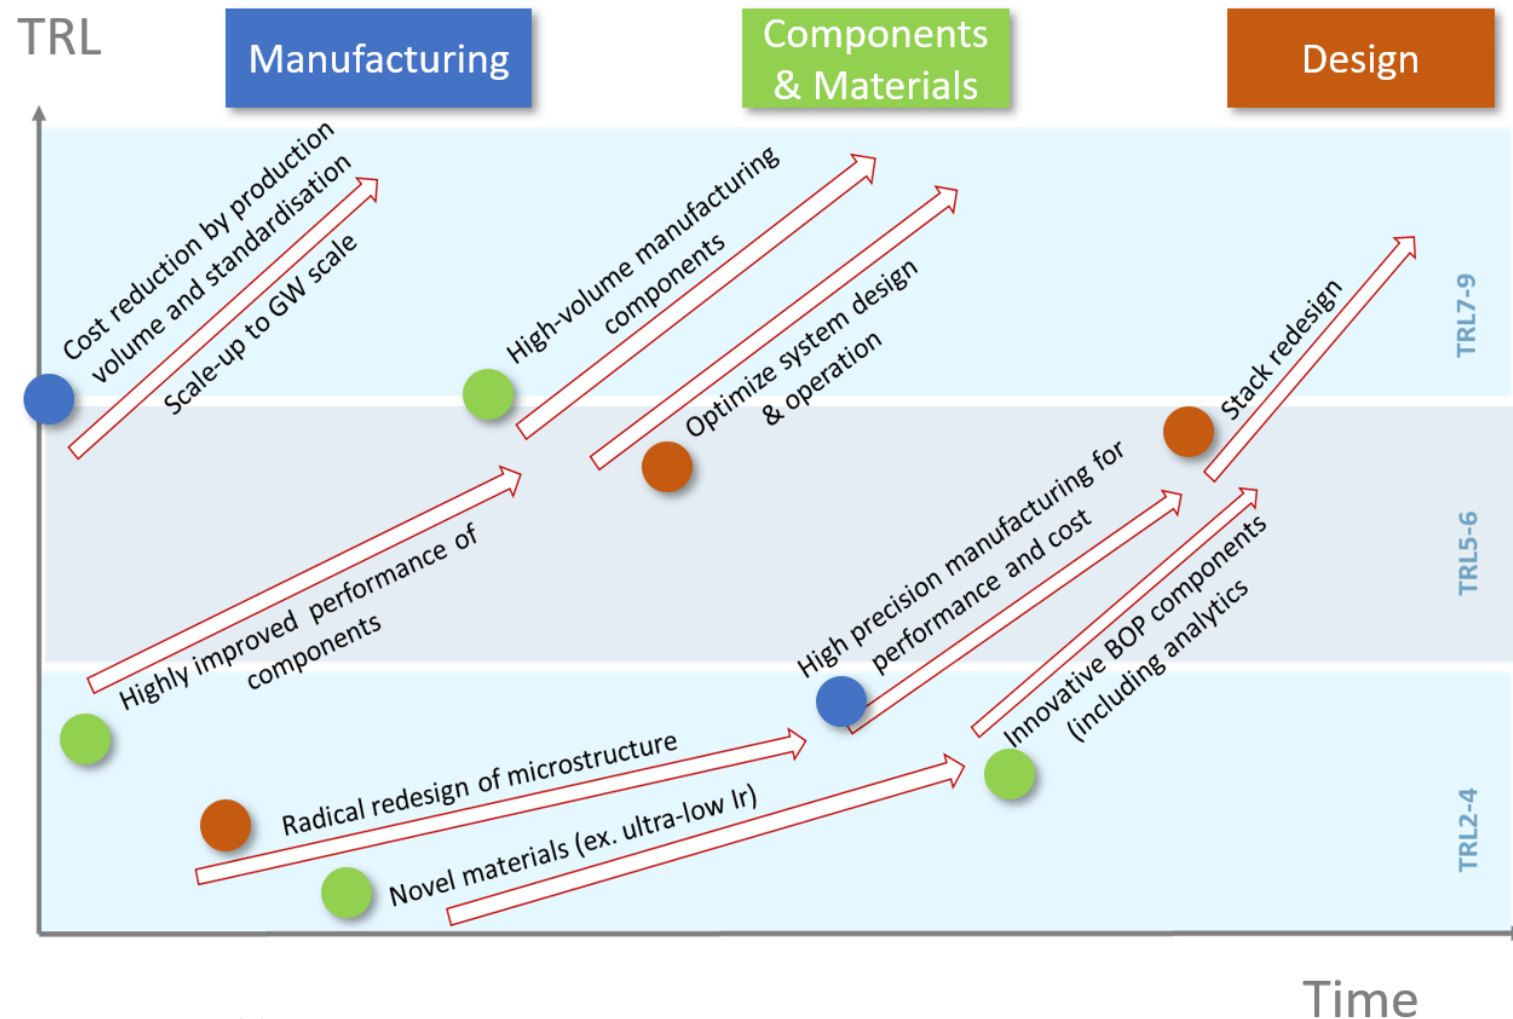 TRL
Manufacturing
Components
& Materials
Design
Cost reduction by production
volume and standardisation
Scale-up to GW scale
High-volume manufacturing
components
Optimize system design
& operation
Stack redesign
TRL7-9
Highly improved performance of
components
High precision manufacturing for
performance and cost
Innovative BOP components
(including analytics
TRL5-6
Radical redesign of microstructure
Novel materials (ex. ultra-low Ir)
TRL2-4
Time